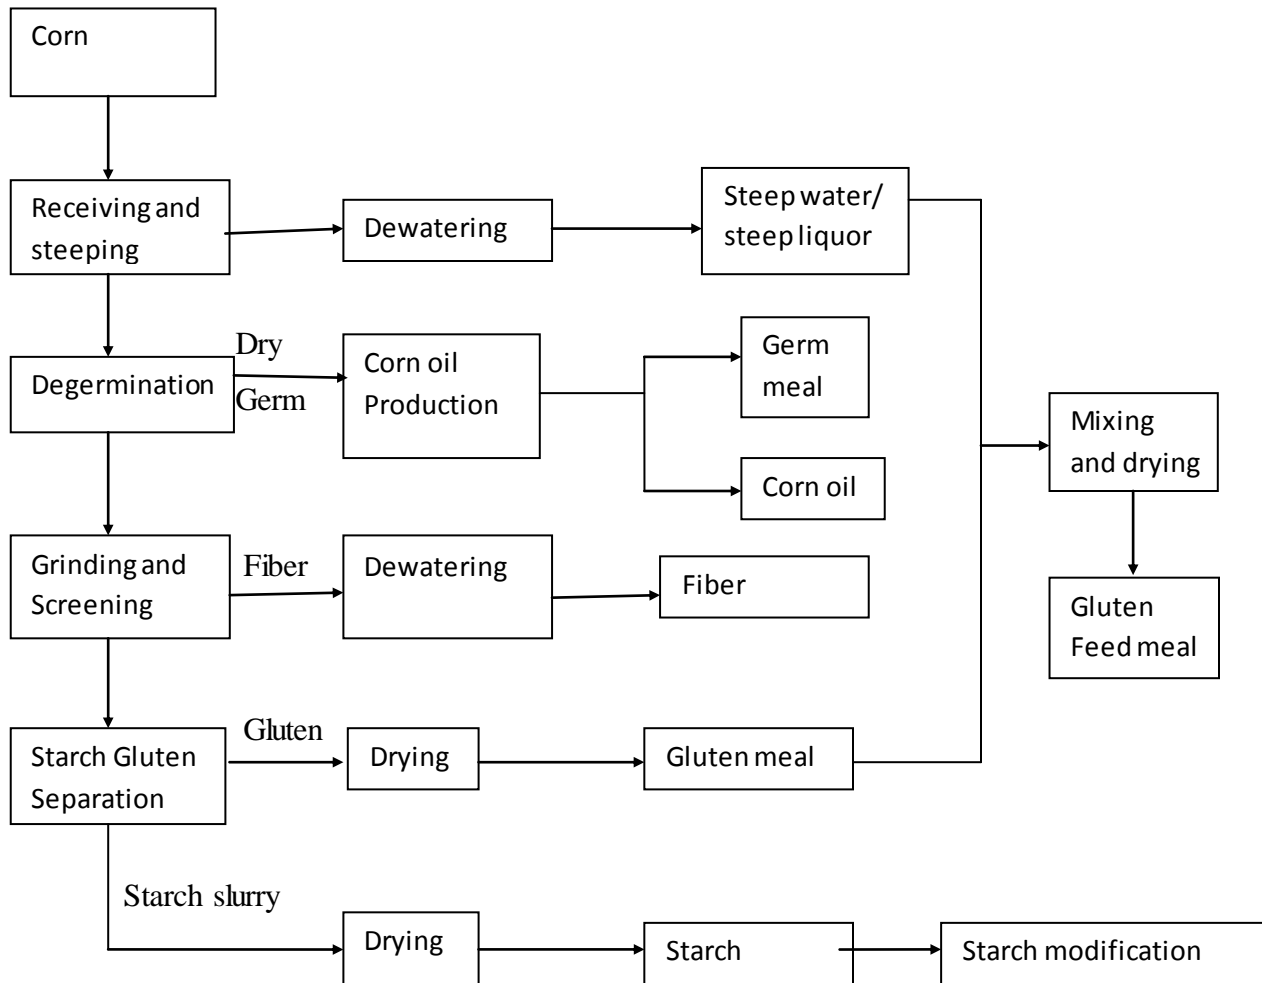 Corn
Receiving and
steeping
Dewatering
Steep water/
steep liquor
Degermination
Dry
Germ
Corn oil
Production
Germ
meal
Corn oil
Mixing
and drying
Grinding and
Screening
Fiber
Dewatering
Fiber
Gluten
Feed meal
Starch Gluten
Separation
Gluten
Drying
Gluten meal
Starch slurry
Drying
Starch
Starch modification